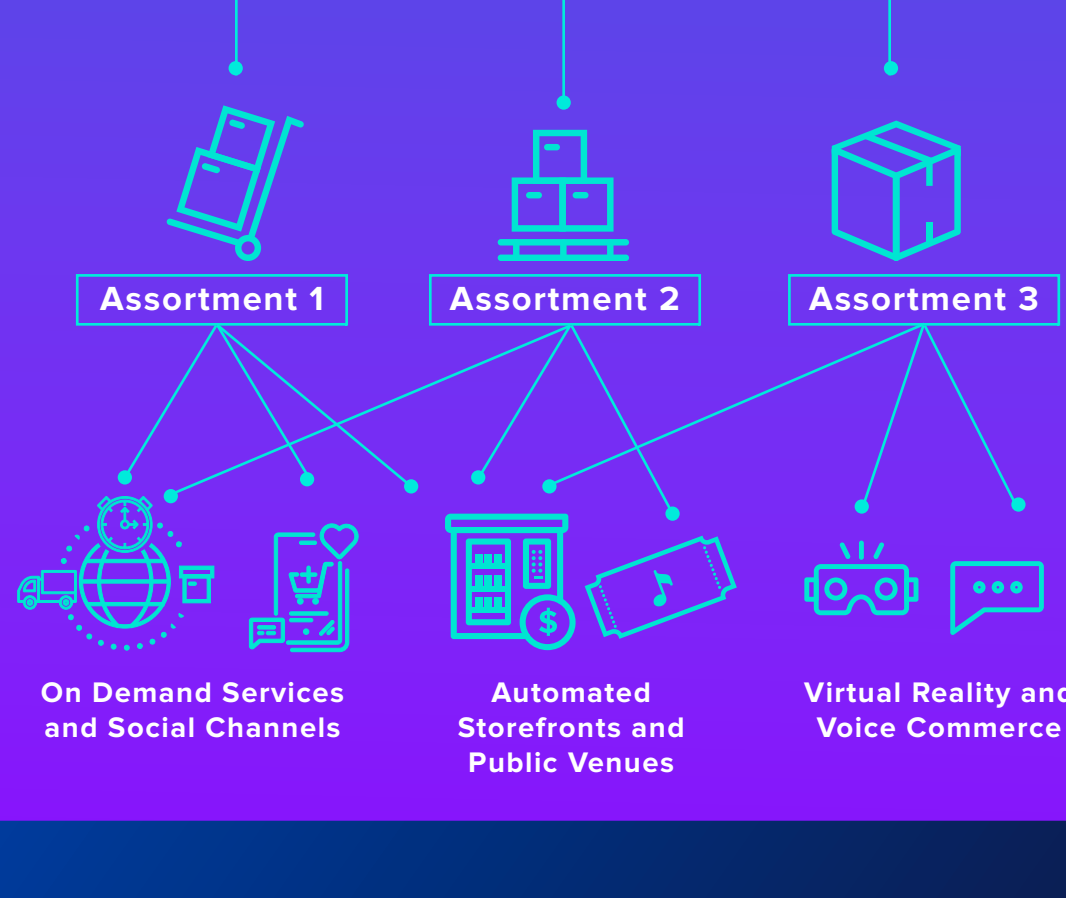 Assortment 1
Assortment 2
Assortment 3
$
On Demand Services
and Social Channels
Automated
Storefronts and
Public Venues
Virtual Reality and
Voice Commerce